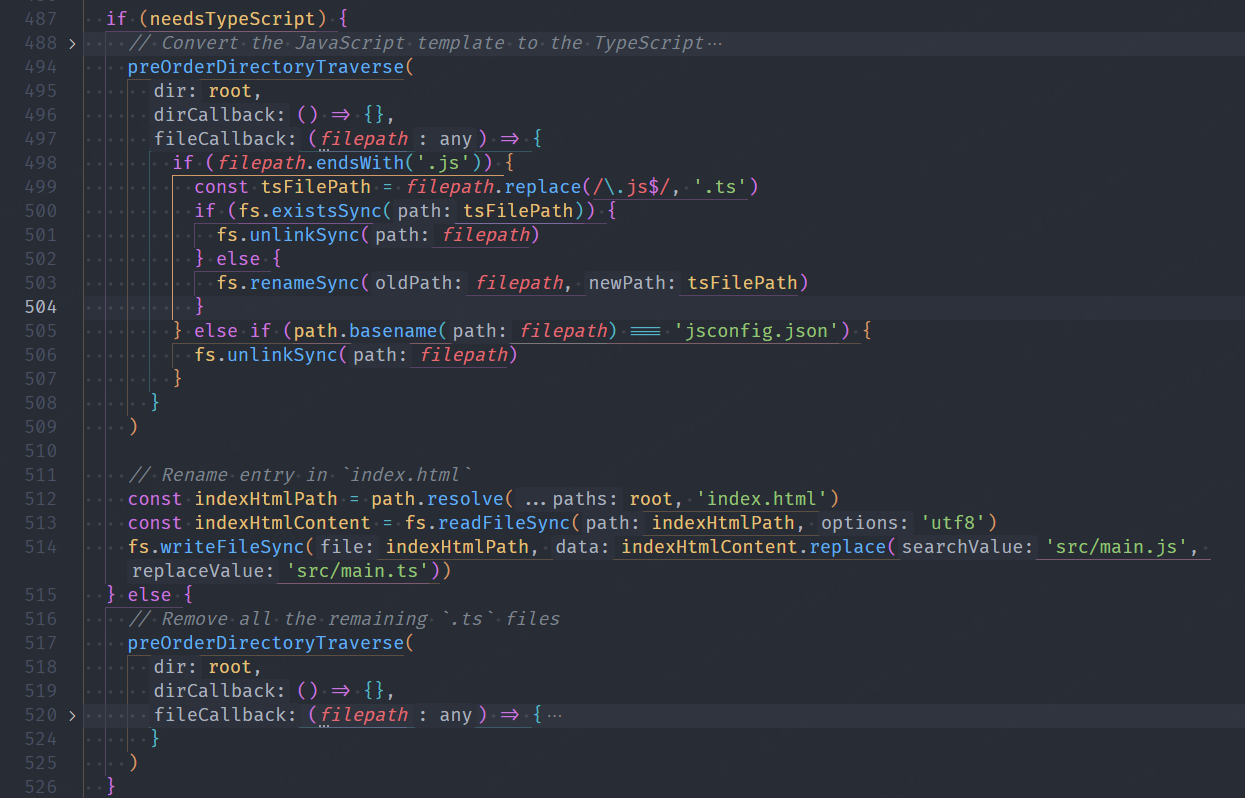 487 if (needsTypeScript) {
488 // Convert the JavaScript template to the TypeScript…
494 preOrderDirectoryTraverse(
495 dir: root,
496 dirCallback: () => {},
497 fileCallback: (filepath : any) => {
498 if (filepath.endsWith('.js')) {
499 const tsFilePath = filepath.replace(/\.js$/, '.ts')
500 if (fs.existsSync(path: tsFilePath)) {
501 fs.unlinkSync(path: filepath)
502 } else {
503 fs.renameSync(oldPath: filepath, newPath: tsFilePath)
504 }
505 } else if (path.basename(path: filepath) === 'jsconfig.json') {
506 fs.unlinkSync(path: filepath)
507 }
508 }
509 )
510
511 // Rename entry in `index.html`
512 const indexHtmlPath = path.resolve(...paths: root, 'index.html')
513 const indexHtmlContent = fs.readFileSync(path: indexHtmlPath, options: 'utf8')
514 fs.writeFileSync(file: indexHtmlPath, data: indexHtmlContent.replace(searchValue: 'src/main.js',
replaceValue: 'src/main.ts'))
515 } else {
516 // Remove all the remaining `.ts` files
517 preOrderDirectoryTraverse(
518 dir: root,
519 dirCallback: () => {},
520 fileCallback: (filepath : any) => {…
524 }
525 )
526 }